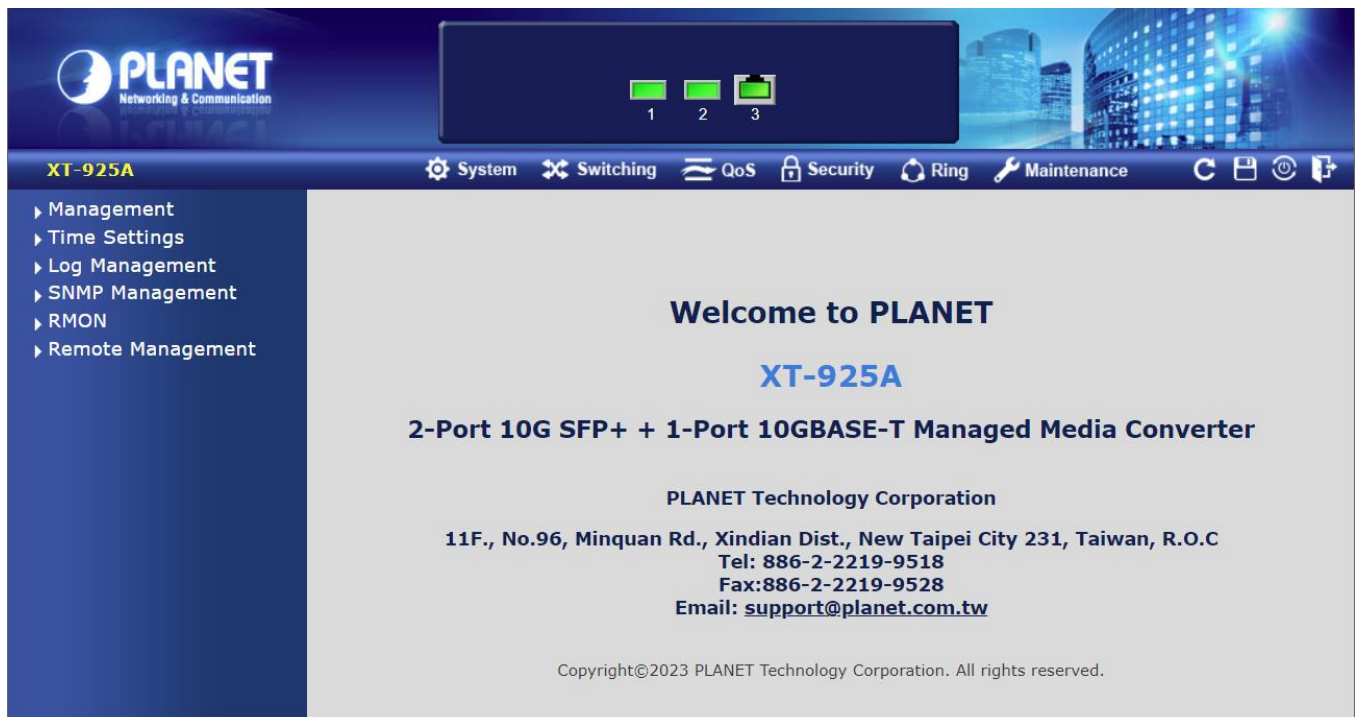 PLANET
Networking & Communication
1 2 3
XT-925A
System Switching QoS Security Ring Maintenance
Management
Time Settings
Log Management
SNMP Management
RMON
Remote Management
Welcome to PLANET
XT-925A
2-Port 10G SFP+ + 1-Port 10GBASE-T Managed Media Converter
PLANET Technology Corporation
11F., No.96, Minquan Rd., Xindian Dist., New Taipei City 231, Taiwan, R.O.C
Tel: 886-2-2219-9518
Fax:886-2-2219-9528
Email: support@planet.com.tw
Copyright©2023 PLANET Technology Corporation. All rights reserved.